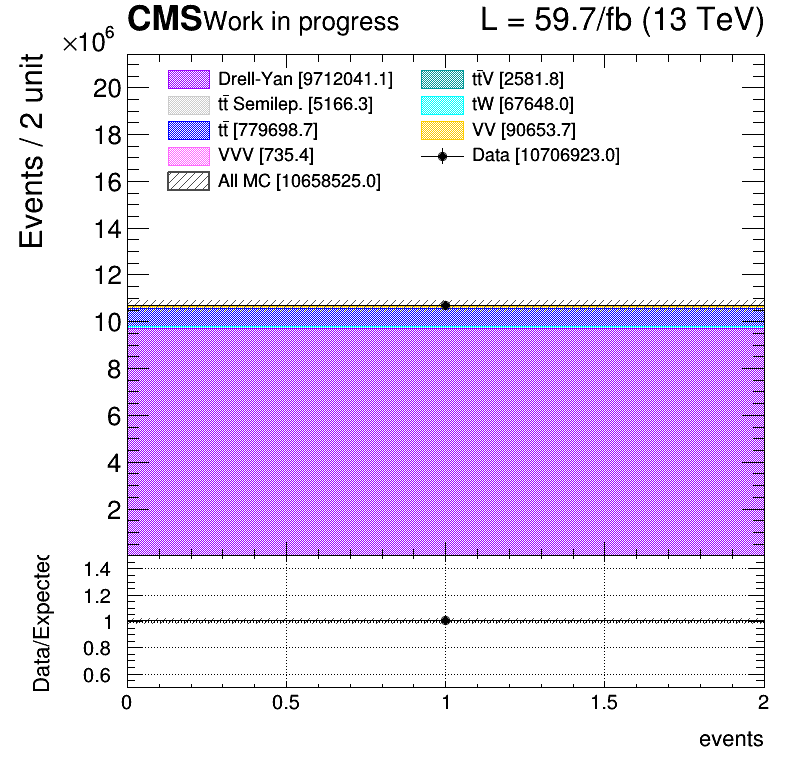 CMS Work in progress L = 59.7/fb (13 TeV)
×10⁶
Events / 2 unit
Drell-Yan [9712041.1]
tt̄V [2581.8]
tt̄ Semilep. [5166.3]
tW [67648.0]
tt̄ [779698.7]
VV [90653.7]
VVV [735.4]
Data [10706923.0]
All MC [10658525.0]
20
18
16
14
12
10
8
6
4
2
Data/Expected
1.4
1.2
1
0.8
0.6
0 0.5 1 1.5 2
events